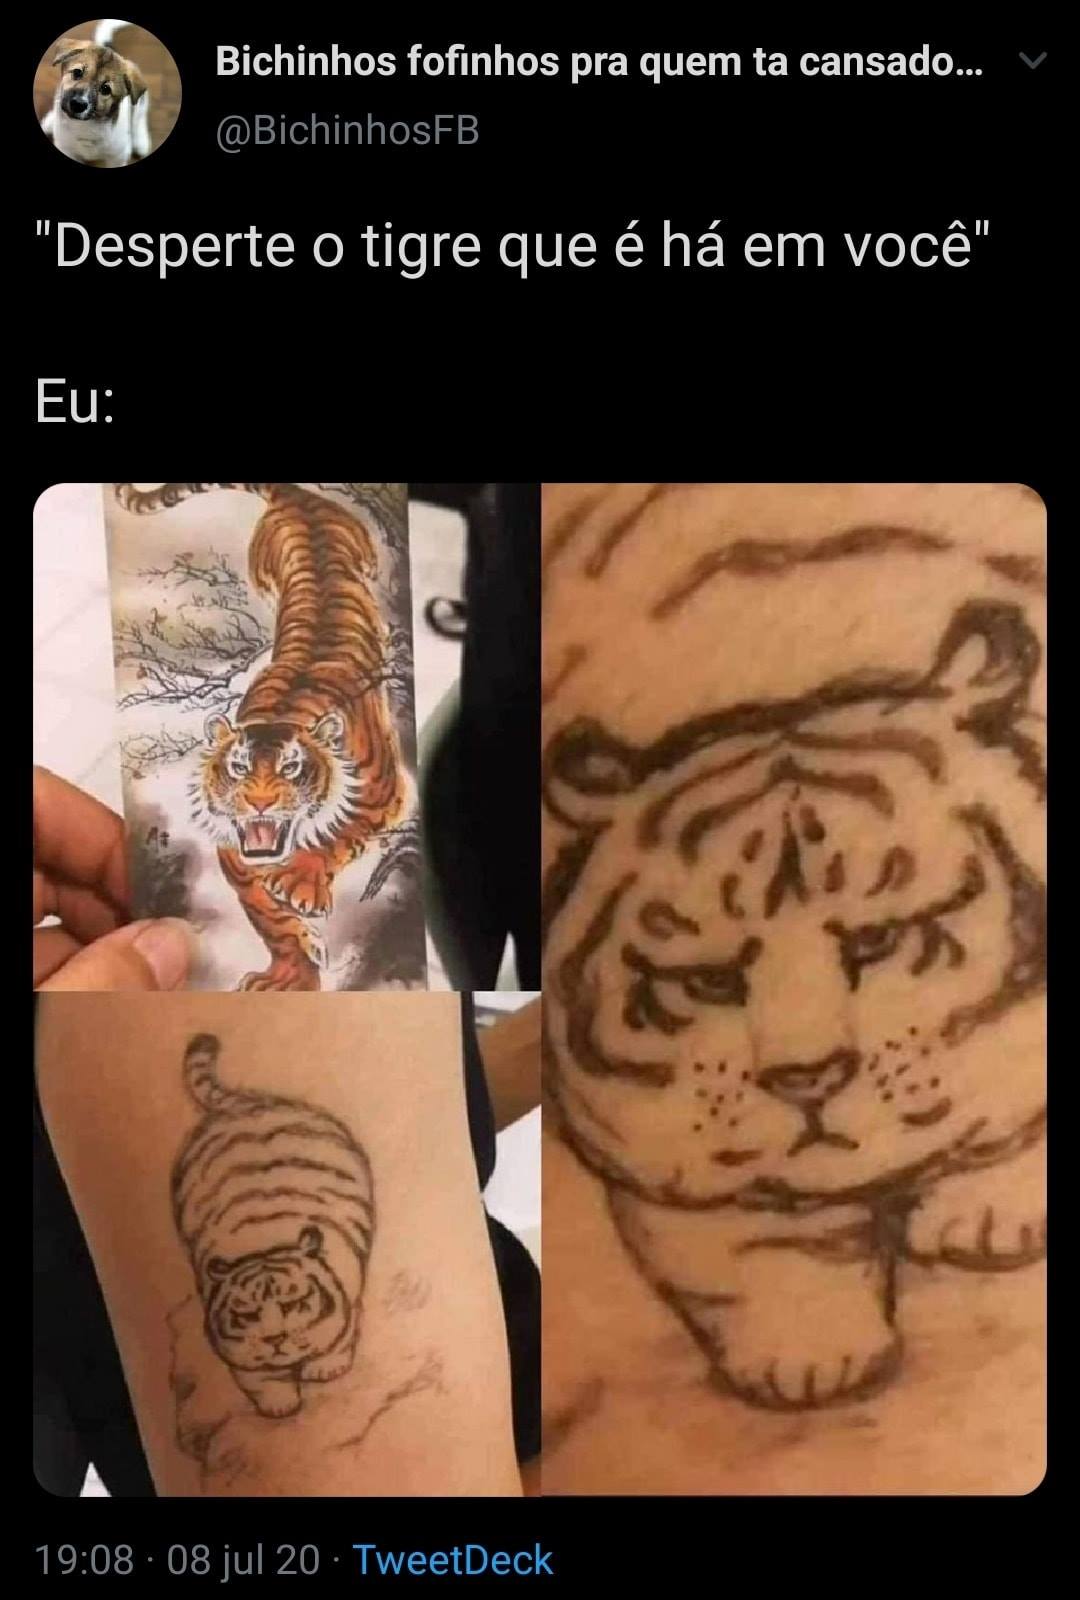 Bichinhos fofinhos pra quem ta cansado...
@BichinhosFB
"Desperte o tigre que é há em você"
Eu:
19:08 · 08 jul 20 · TweetDeck